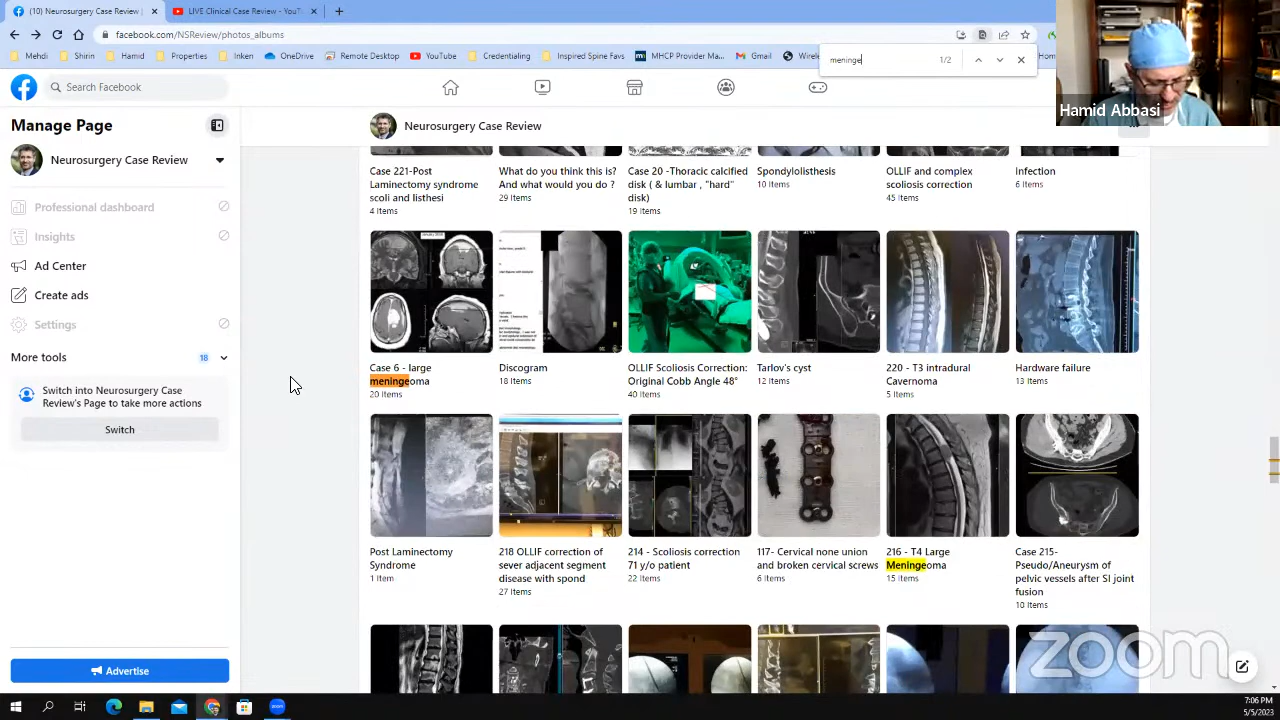 (10) Neurosurgery Case Review
LIVE Clinical Case Review - YouT
facebook.com/NSReview/photos_albums
Mehdi
Shirin
Hamid
Properties
Inken
OneDrive
Remote Desktop
YouTube
Credentialing
Inspired Spine Favs
MHCP Provider Ma...
Gmail
Wireles
Hom
meninge
1/2
Hamid Abbasi
Search Facebook
Manage Page
Neurosurgery Case Review
Neurosurgery Case Review
Professional dashboard
Insights
Ad Center
Create ads
Settings
More tools
18
Switch into Neurosurgery Case
Review's Page to take more actions
Switch
Advertise
Case 221-Post
Laminectomy syndrome
scoli and listhesi
4 Items
What do you think this is?
And what would you do ?
29 Items
Case 20 -Thoracic calcified
disk ( & lumbar , "hard"
disk)
19 Items
Spondylolisthesis
10 Items
OLLIF and complex
scoliosis correction
45 Items
Infection
6 Items
Case 6 - large
meningeoma
20 Items
Discogram
18 Items
OLLIF Scoliosis Correction:
Original Cobb Angle 48°
40 Items
Tarlov's cyst
12 Items
220 - T3 intradural
Cavernoma
5 Items
Hardware failure
13 Items
Post Laminectomy
Syndrome
1 Item
218 OLLIF correction of
sever adjacent segment
disease with spond
27 Items
214 - Scoliosis correction
71 y/o patient
22 Items
117- Cervical none union
and broken cervical screws
6 Items
216 - T4 Large
Meningeoma
15 Items
Case 215-
Pseudo/Aneurysm of
pelvic vessels after SI joint
fusion
10 Items
zoom
zoom
7:06 PM
5/5/2023